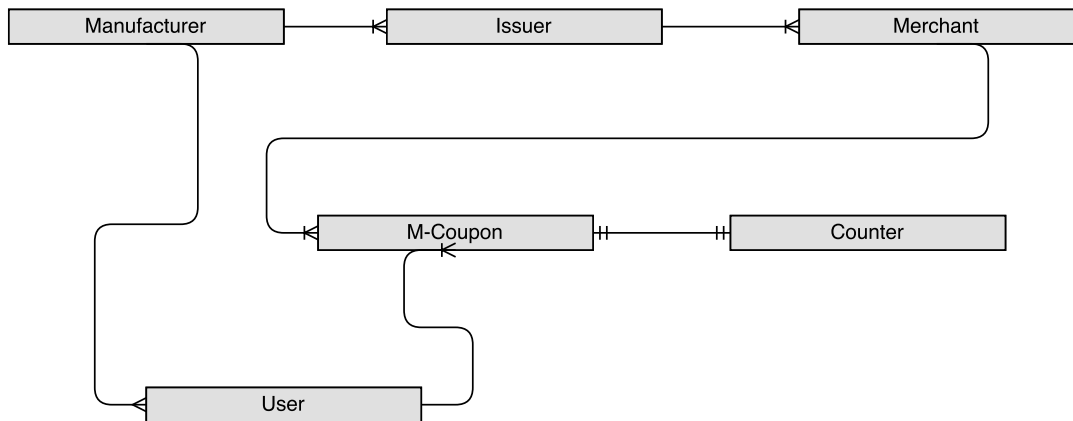 Manufacturer
Issuer
Merchant
M-Coupon
Counter
User